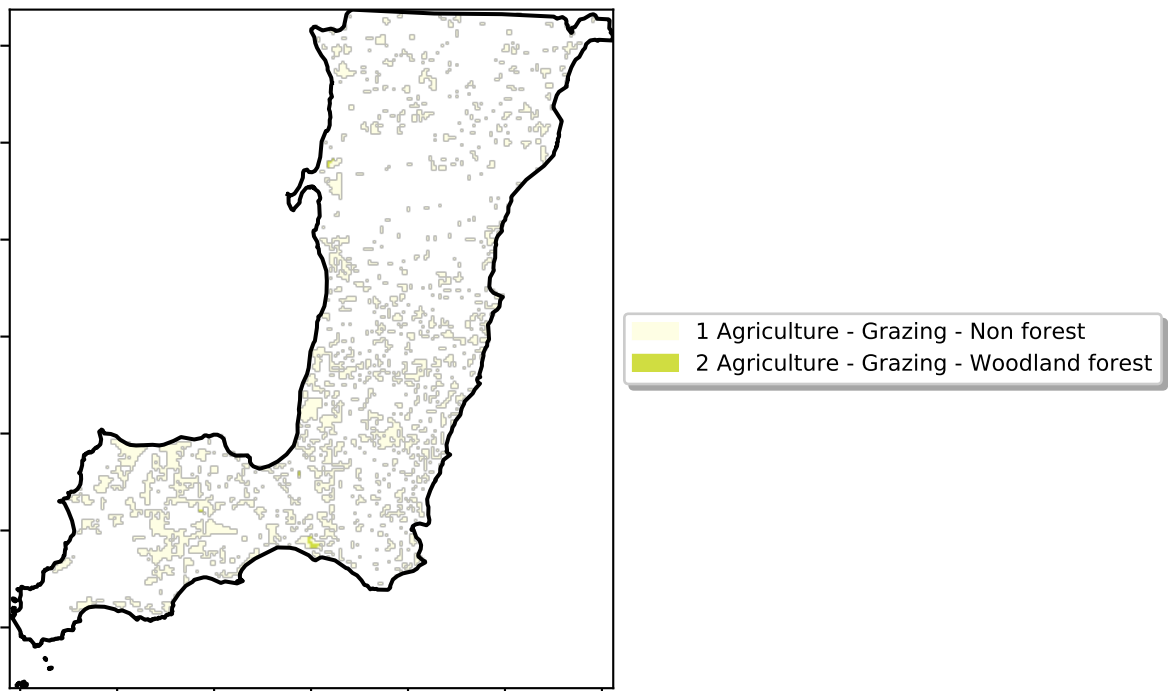 1 Agriculture - Grazing - Non forest
2 Agriculture - Grazing - Woodland forest